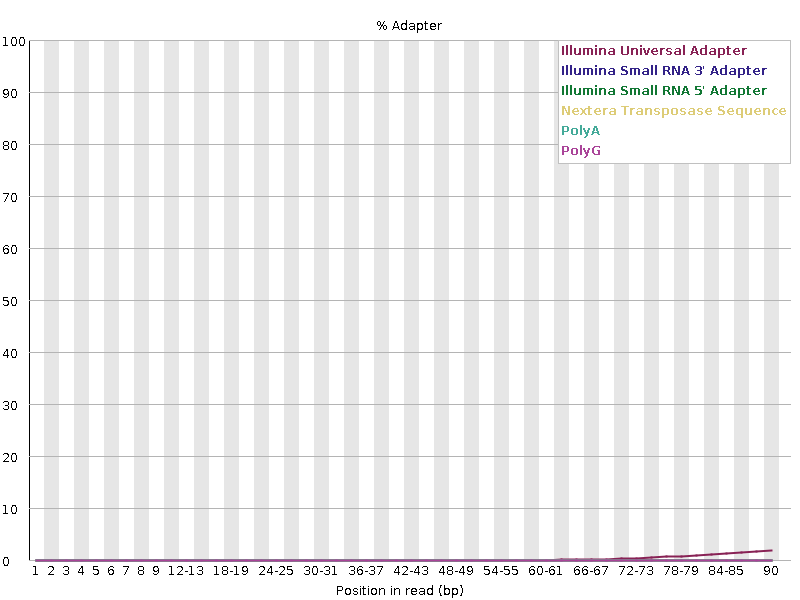 % Adapter
100
90
80
70
60
50
40
30
20
10
0
Illumina Universal Adapter
Illumina Small RNA 3' Adapter
Illumina Small RNA 5' Adapter
Nextera Transposase Sequence
PolyA
PolyG
1 2 3 4 5 6 7 8 9 12-13 18-19 24-25 30-31 36-37 42-43 48-49 54-55 60-61 66-67 72-73 78-79 84-85 90
Position in read (bp)